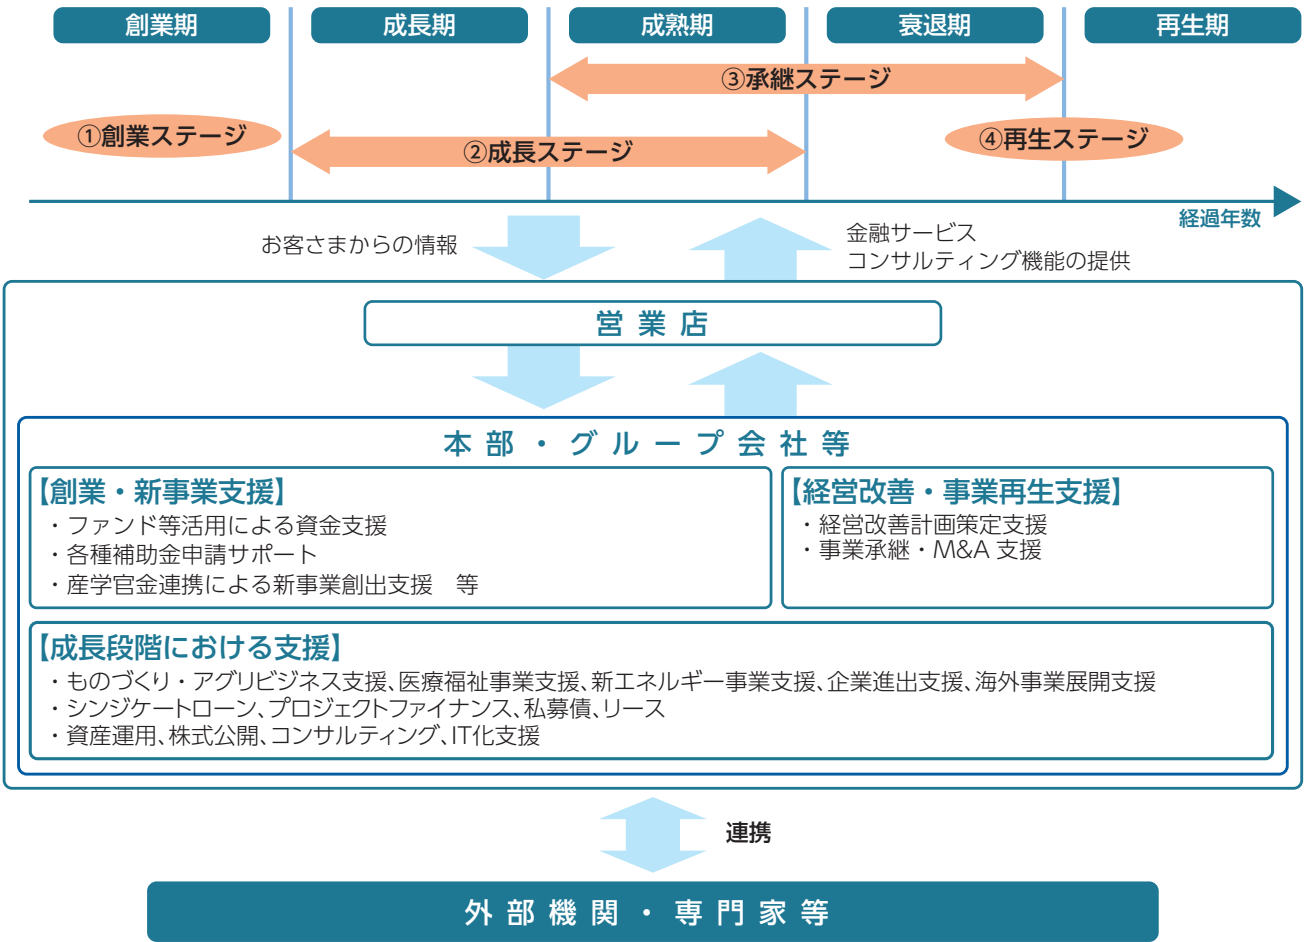 創業期
成長期
成熟期
衰退期
再生期
③承継ステージ
①創業ステージ
②成長ステージ
④再生ステージ
経過年数
お客さまからの情報
金融サービス
コンサルティング機能の提供
営業店
本部・グループ会社等
【創業・新事業支援】
・ファンド等活用による資金支援
・各種補助金申請サポート
・産学官金連携による新事業創出支援　等
【経営改善・事業再生支援】
・経営改善計画策定支援
・事業承継・M&A 支援
【成長段階における支援】
・ものづくり・アグリビジネス支援、医療福祉事業支援、新エネルギー事業支援、企業進出支援、海外事業展開支援
・シンジケートローン、プロジェクトファイナンス、私募債、リース
・資産運用、株式公開、コンサルティング、IT化支援
連携
外部機関・専門家等